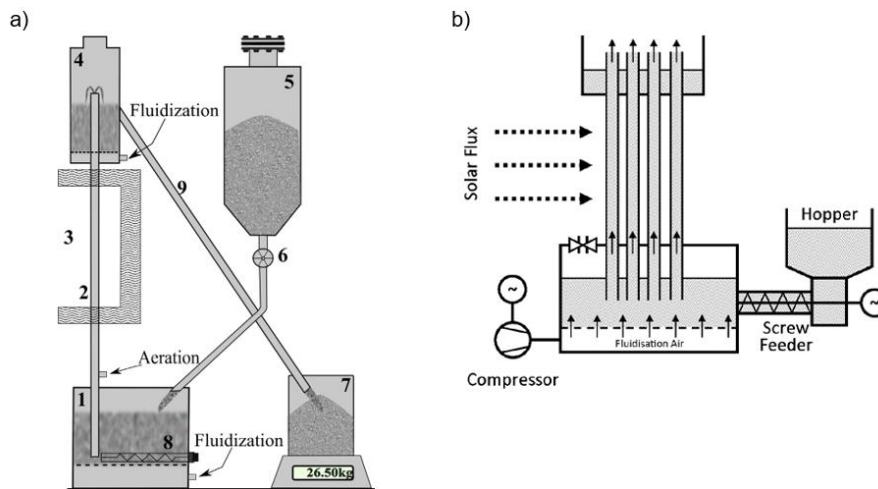 a)
4
5
Fluidization
9
3
6
2
Aeration
1
7
8
Fluidization
26.50kg
b)
Solar Flux
Hopper
~
~
Fluidisation Air
Screw
Feeder
Compressor